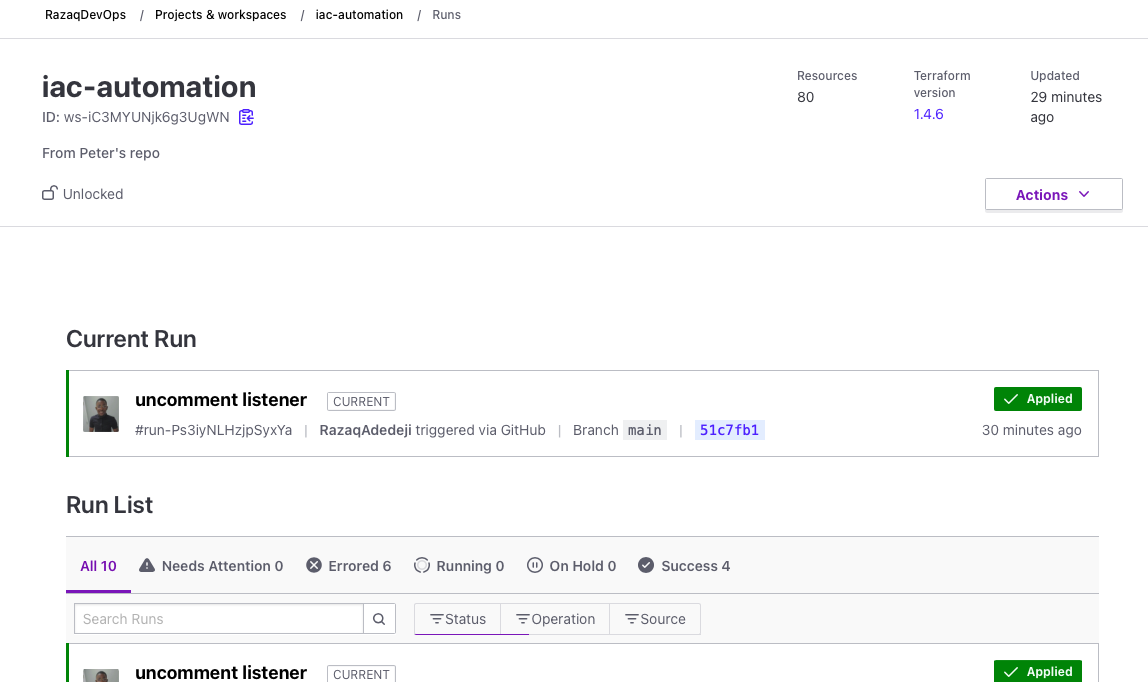 RazaqDevOps / Projects & workspaces / iac-automation / Runs
iac-automation
ID: ws-iC3MYUNjk6g3UgWN
From Peter's repo
Unlocked
Resources
80
Terraform
version
1.4.6
Updated
29 minutes
ago
Actions
Current Run
uncomment listener CURRENT
Applied
#run-Ps3iyNLHzjpSyxYa | RazaqAdedeji triggered via GitHub | Branch main | 51c7fb1
30 minutes ago
Run List
All 10 Needs Attention 0 Errored 6 Running 0 On Hold 0 Success 4
Search Runs Status Operation Source
uncomment listener CURRENT
Applied